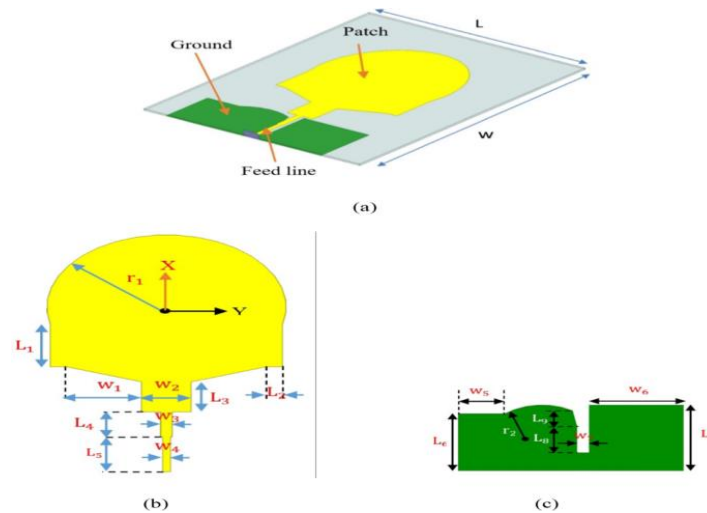 L
Patch
Ground
W
Feed line
(a)
X
r₁
Y
L₁
W₁
W₂
L₂
L₃
W₃
L₄
W₄
L₅
(b)
W₅
W₆
L₉
r₂
L₈
L₆
(c)